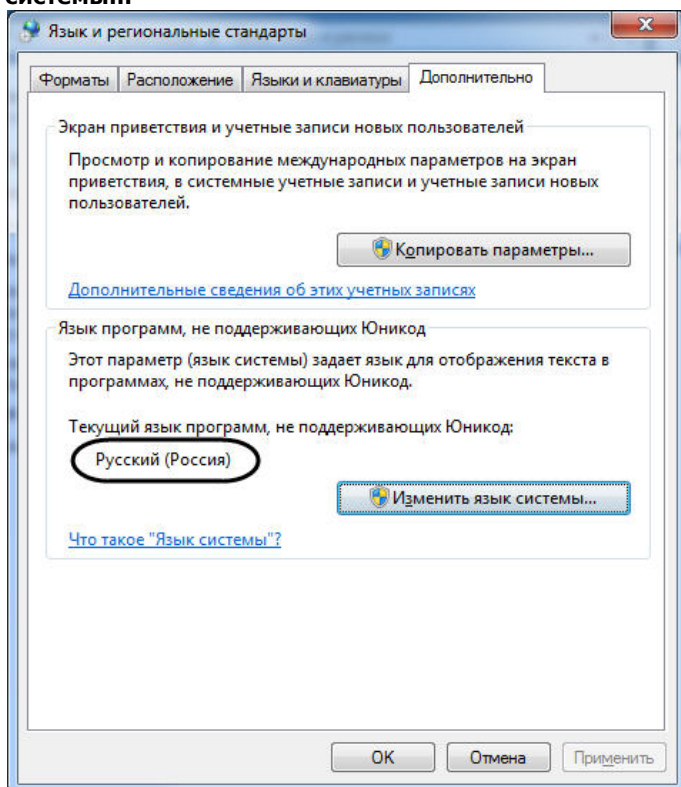 системы...
Язык и региональные стандарты
Форматы Расположение Языки и клавиатуры Дополнительно
Экран приветствия и учетные записи новых пользователей
Просмотр и копирование международных параметров на экран
приветствия, в системные учетные записи и учетные записи новых
пользователей.
Копировать параметры...
Дополнительные сведения об этих учетных записях
Язык программ, не поддерживающих Юникод
Этот параметр (язык системы) задает язык для отображения текста в
программах, не поддерживающих Юникод.
Текущий язык программ, не поддерживающих Юникод:
Русский (Россия)
Изменить язык системы...
Что такое "Язык системы"?
OK Отмена Применить